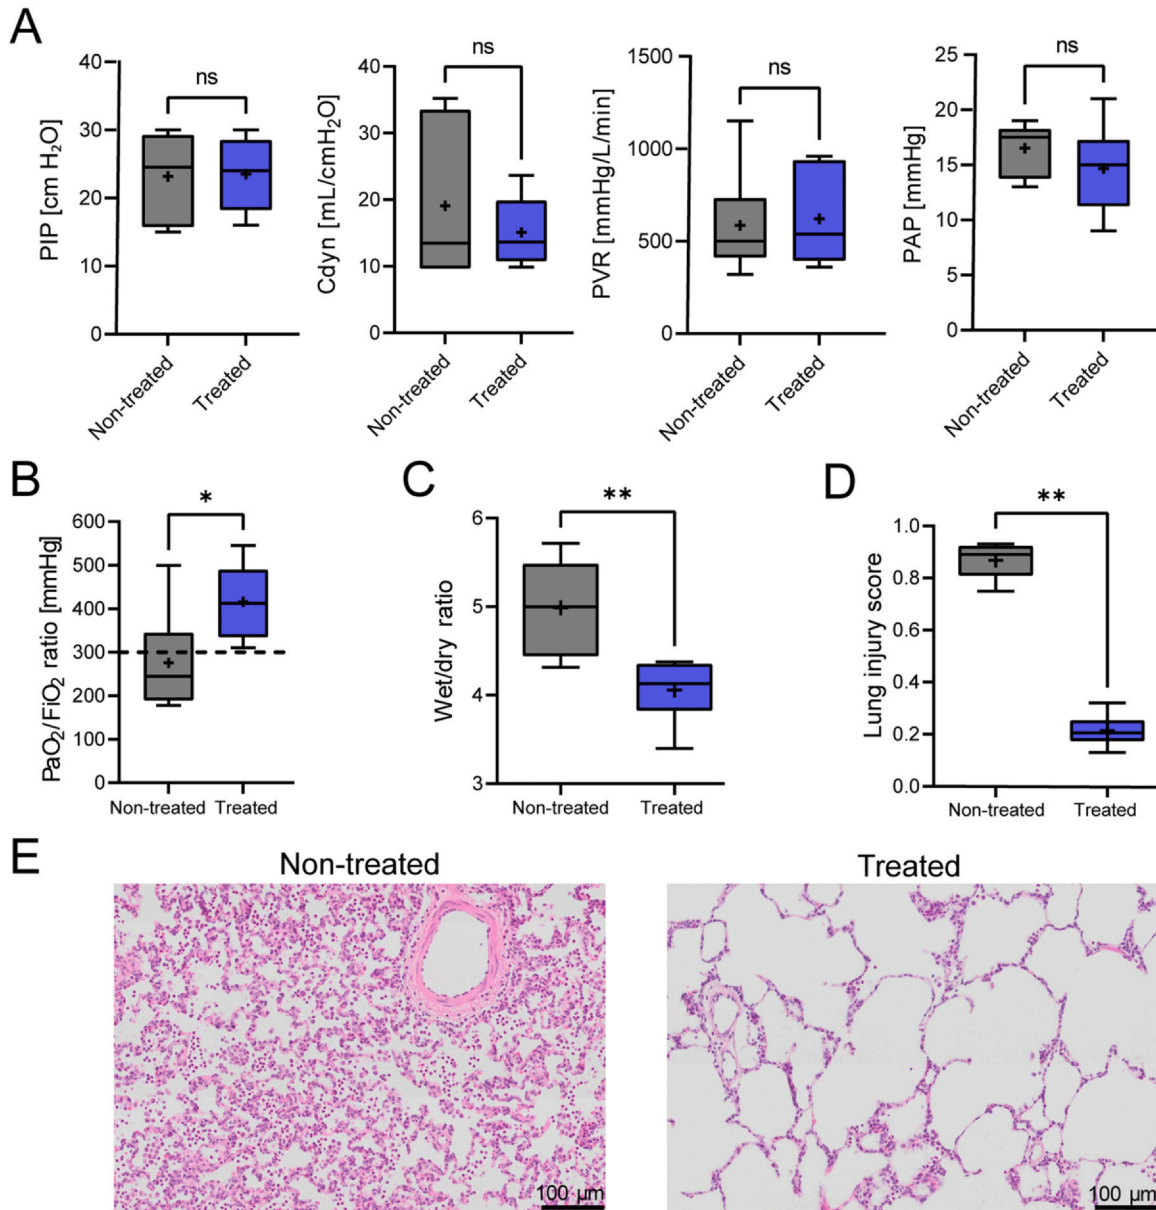 A
PIP [cm H₂O]
40
30
20
10
0
ns
Non-treated
Treated
Cdyn [mL/cmH₂O]
40
30
20
10
0
ns
Non-treated
Treated
PVR [mmHg/L/min]
1500
1000
500
0
ns
Non-treated
Treated
PAP [mmHg]
25
20
15
10
5
0
ns
Non-treated
Treated
B
PaO₂/FiO₂ ratio [mmHg]
600
500
400
300
200
100
0
*
Non-treated
Treated
C
Wet/dry ratio
6
5
4
3
**
Non-treated
Treated
D
Lung injury score
1.0
0.8
0.6
0.4
0.2
0.0
**
Non-treated
Treated
E
Non-treated
100 µm
Treated
100 µm